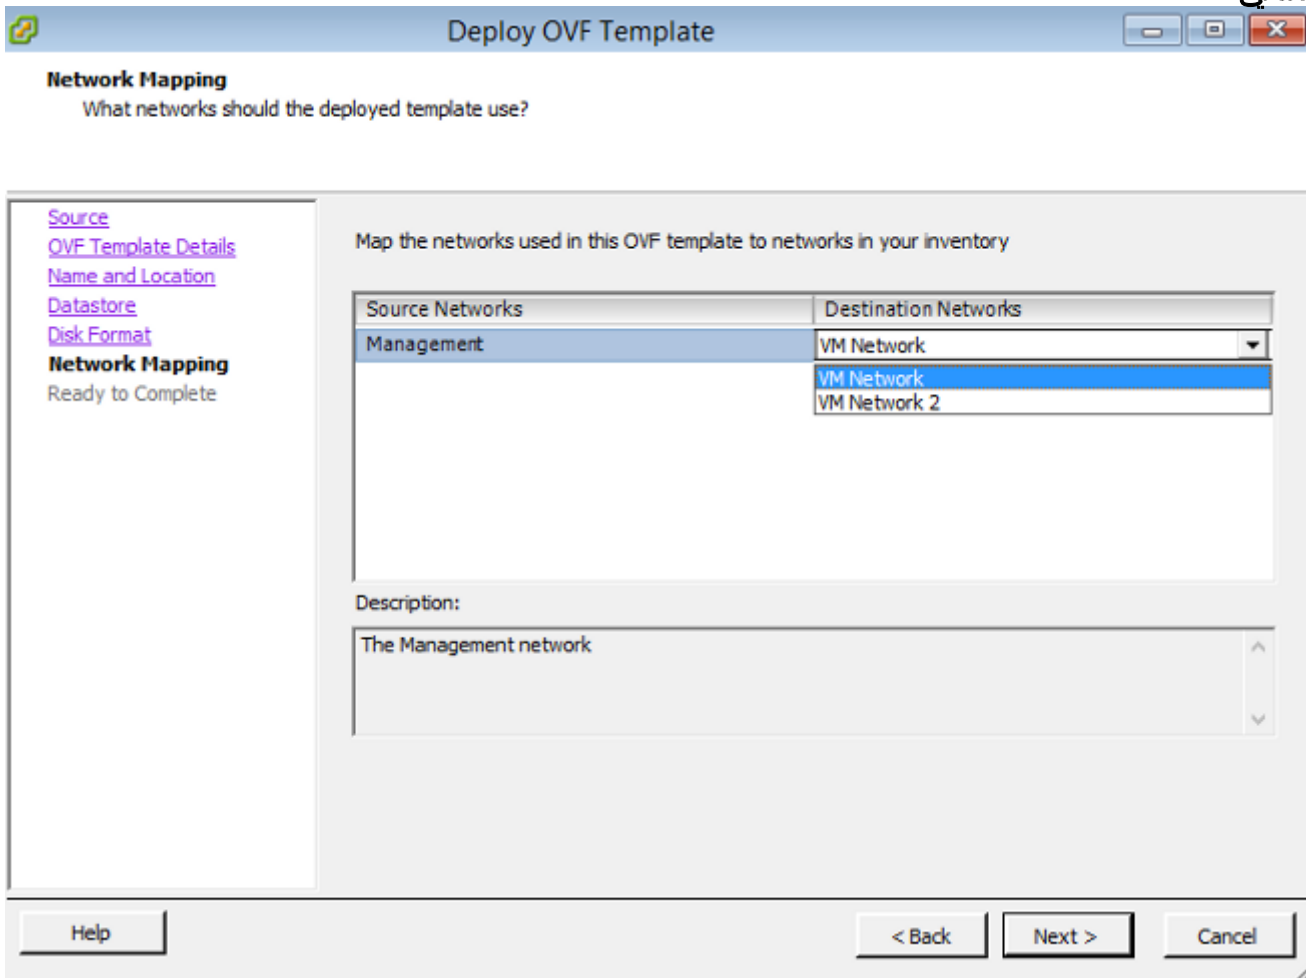 Deploy OVF Template
Network Mapping
What networks should the deployed template use?
Source
OVF Template Details
Name and Location
Datastore
Disk Format
Network Mapping
Ready to Complete
Map the networks used in this OVF template to networks in your inventory
Source Networks Destination Networks
Management VM Network
VM Network
VM Network 2
Description:
The Management network
Help < Back Next > Cancel